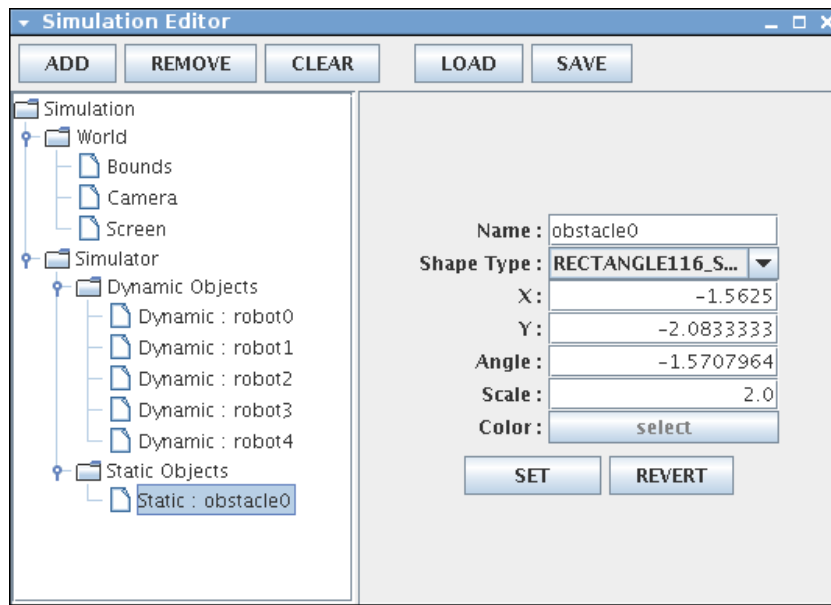 Simulation Editor
ADD REMOVE CLEAR LOAD SAVE
Simulation
World
Bounds
Camera
Screen
Simulator
Dynamic Objects
Dynamic : robot0
Dynamic : robot1
Dynamic : robot2
Dynamic : robot3
Dynamic : robot4
Static Objects
Static : obstacle0
Name : obstacle0
Shape Type : RECTANGLE116_S...
X : -1.5625
Y : -2.0833333
Angle : -1.5707964
Scale : 2.0
Color : select
SET REVERT